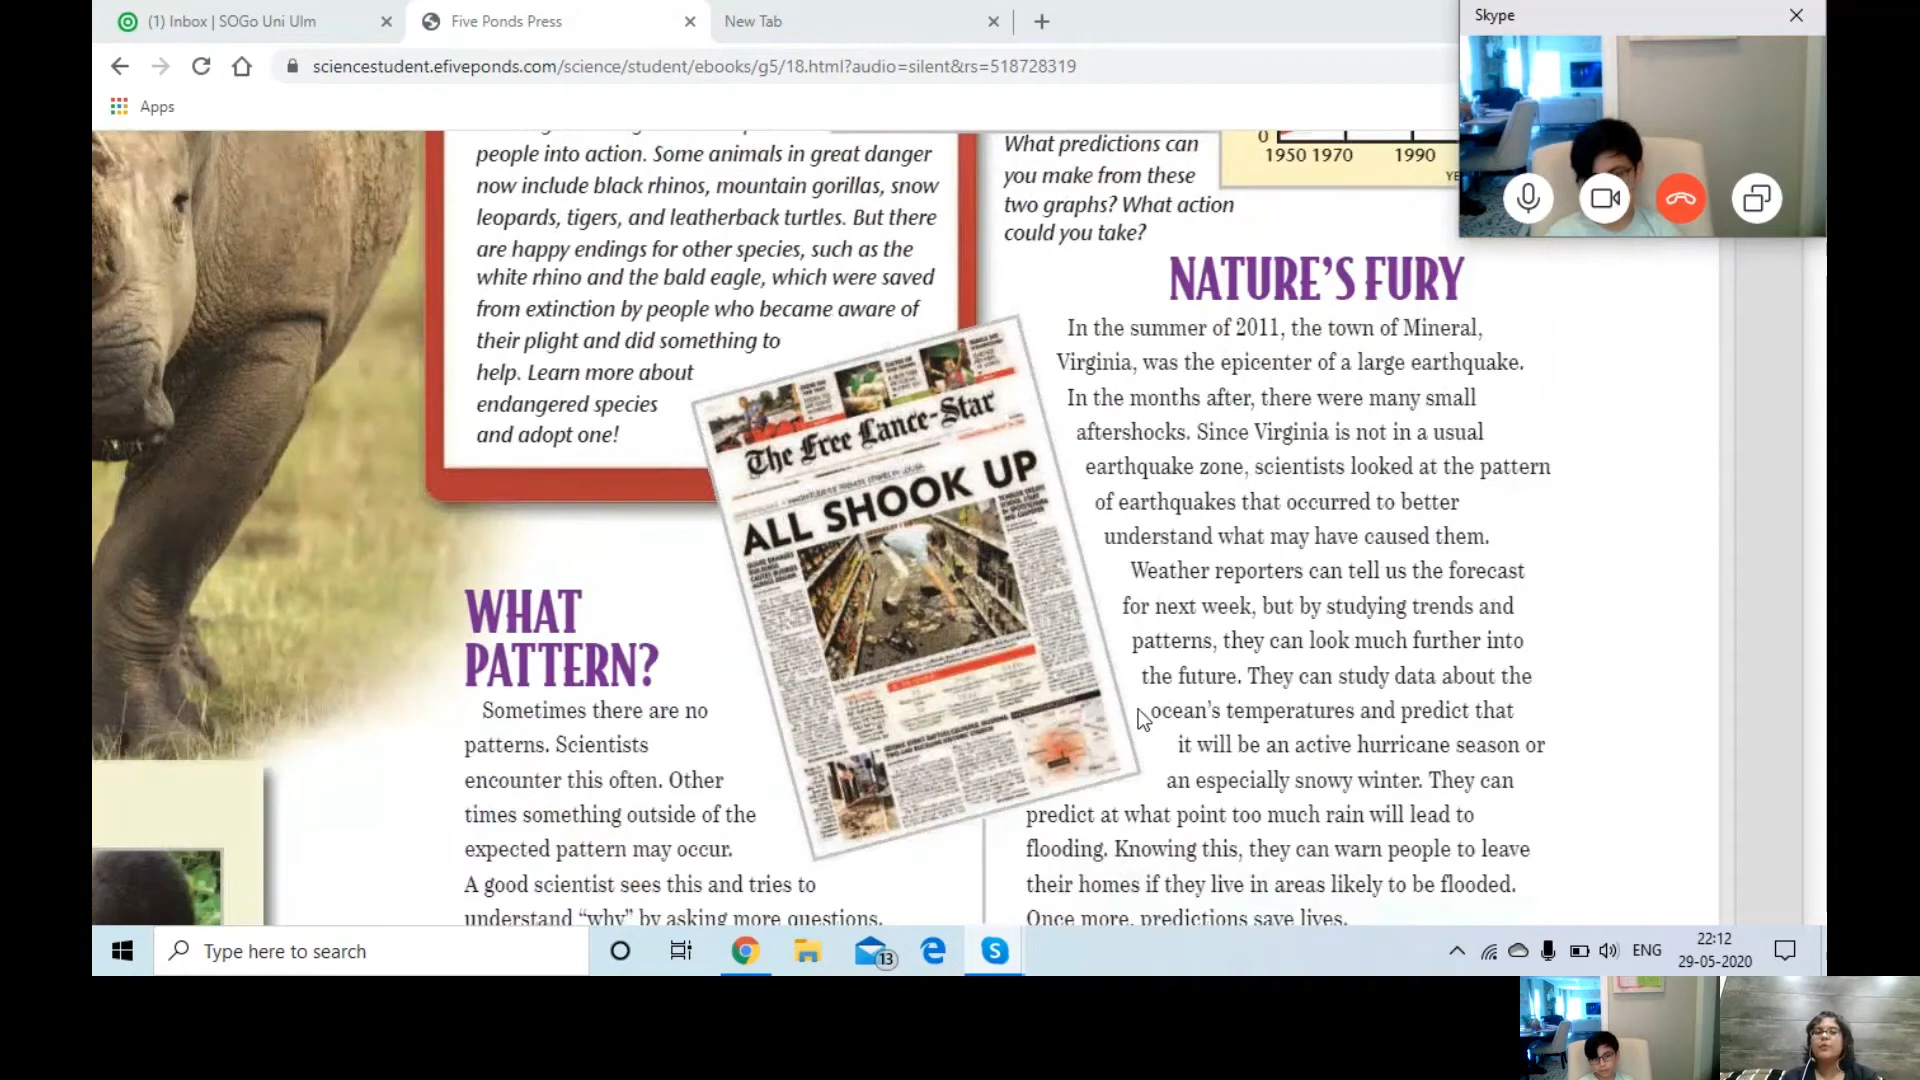 (1) Inbox | SOGo Uni Ulm
Five Ponds Press
New Tab
Skype
sciencestudent.efiveponds.com/science/student/ebooks/g5/18.html?audio=silent&rs=518728319
Apps
people into action. Some animals in great danger
now include black rhinos, mountain gorillas, snow
leopards, tigers, and leatherback turtles. But there
are happy endings for other species, such as the
white rhino and the bald eagle, which were saved
from extinction by people who became aware of
their plight and did something to
help. Learn more about
endangered species
and adopt one!
The Free Lance-Star
ALL SHOOK UP
WHAT
PATTERN?
Sometimes there are no
patterns. Scientists
encounter this often. Other
times something outside of the
expected pattern may occur.
A good scientist sees this and tries to
understand “why” by asking more questions.
What predictions can
you make from these
two graphs? What action
could you take?
0
1950 1970 1990
NATURE’S FURY
In the summer of 2011, the town of Mineral,
Virginia, was the epicenter of a large earthquake.
In the months after, there were many small
aftershocks. Since Virginia is not in a usual
earthquake zone, scientists looked at the pattern
of earthquakes that occurred to better
understand what may have caused them.
Weather reporters can tell us the forecast
for next week, but by studying trends and
patterns, they can look much further into
the future. They can study data about the
ocean’s temperatures and predict that
it will be an active hurricane season or
an especially snowy winter. They can
predict at what point too much rain will lead to
flooding. Knowing this, they can warn people to leave
their homes if they live in areas likely to be flooded.
Once more, predictions save lives.
Type here to search
13
ENG
22:12
29-05-2020